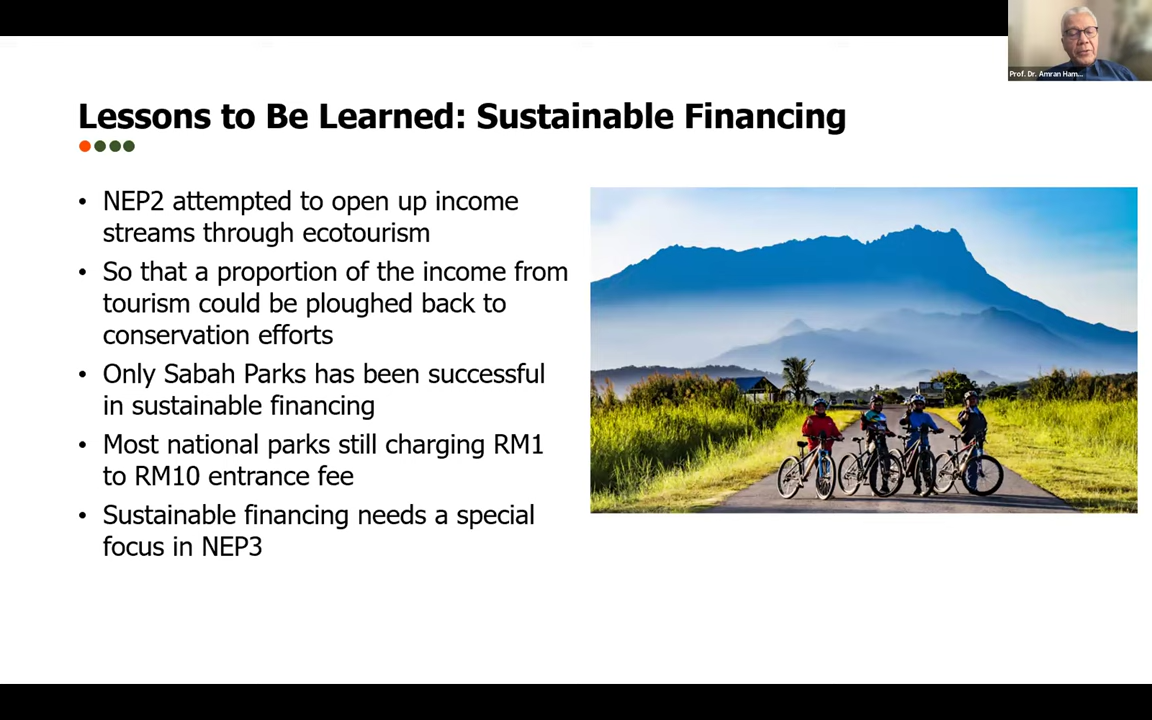 Prof. Dr. Amran Ham...
Lessons to Be Learned: Sustainable Financing
• NEP2 attempted to open up income
streams through ecotourism
• So that a proportion of the income from
tourism could be ploughed back to
conservation efforts
• Only Sabah Parks has been successful
in sustainable financing
• Most national parks still charging RM1
to RM10 entrance fee
• Sustainable financing needs a special
focus in NEP3